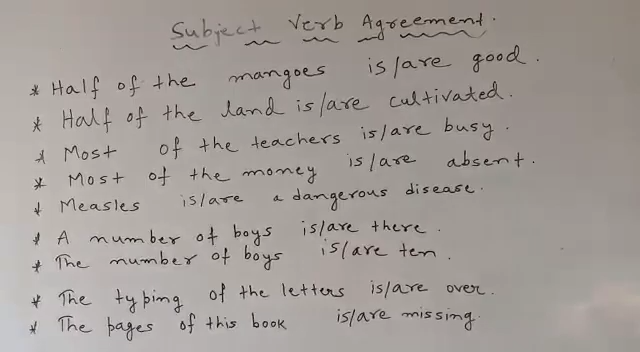 Subject Verb Agreement.
* Half of the mangoes is/are good.
* Half of the land is/are cultivated.
* Most of the teachers is/are busy.
* Most of the money is/are absent.
* Measles is/are a dangerous disease.
* A number of boys is/are there.
* The number of boys is/are ten.
* The typing of the letters is/are over.
* The pages of this book is/are missing.